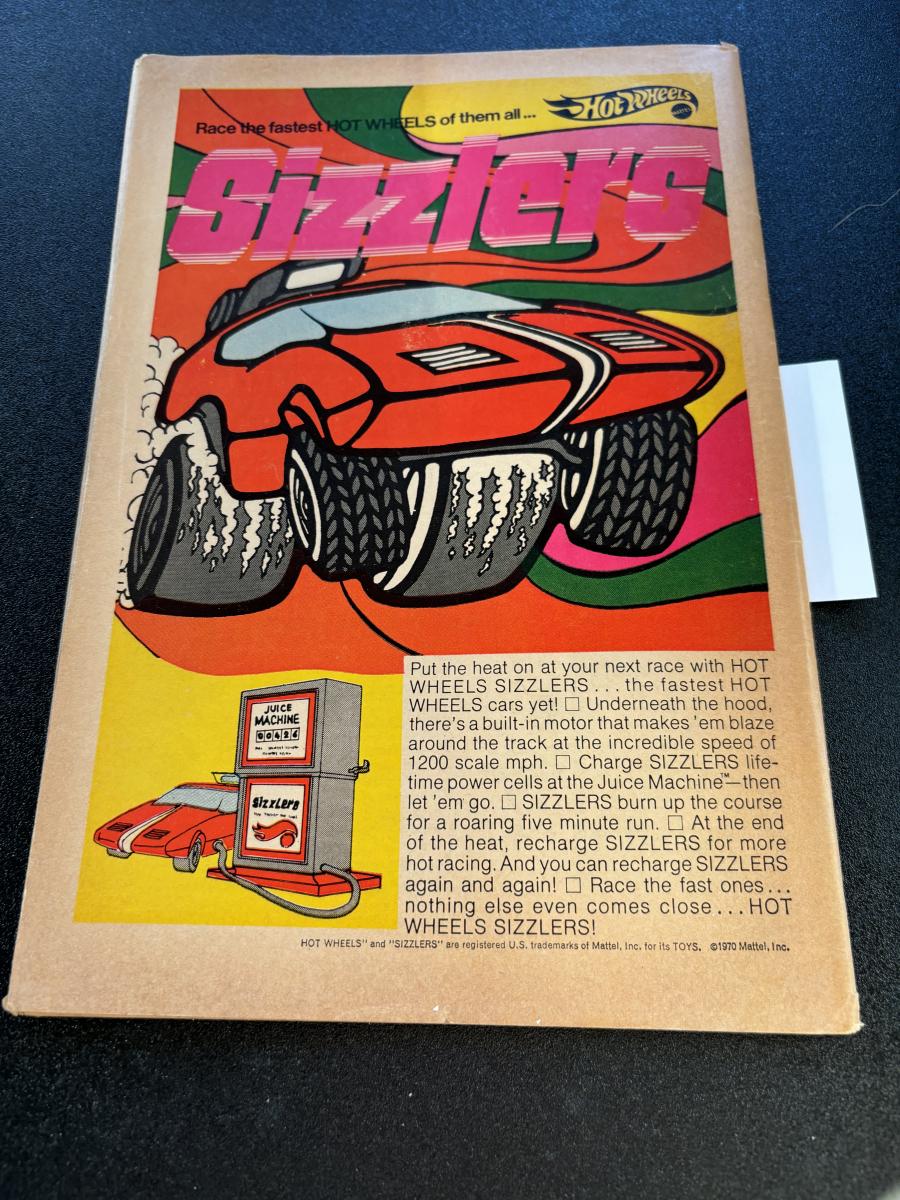 Race the fastest HOT WHEELS of them all...
Hot Wheels
MATTEL
Sizzlers
JUICE
MACHINE
00426
Sizzlers
Put the heat on at your next race with HOT
WHEELS SIZZLERS... the fastest HOT
WHEELS cars yet! □ Underneath the hood,
there's a built-in motor that makes 'em blaze
around the track at the incredible speed of
1200 scale mph. □ Charge SIZZLERS life-
time power cells at the Juice Machine™—then
let 'em go. □ SIZZLERS burn up the course
for a roaring five minute run. □ At the end
of the heat, recharge SIZZLERS for more
hot racing. And you can recharge SIZZLERS
again and again! □ Race the fast ones...
nothing else even comes close...HOT
WHEELS SIZZLERS!
HOT WHEELS" and "SIZZLERS" are registered U.S. trademarks of Mattel, Inc. for its TOYS. ©1970 Mattel, Inc.